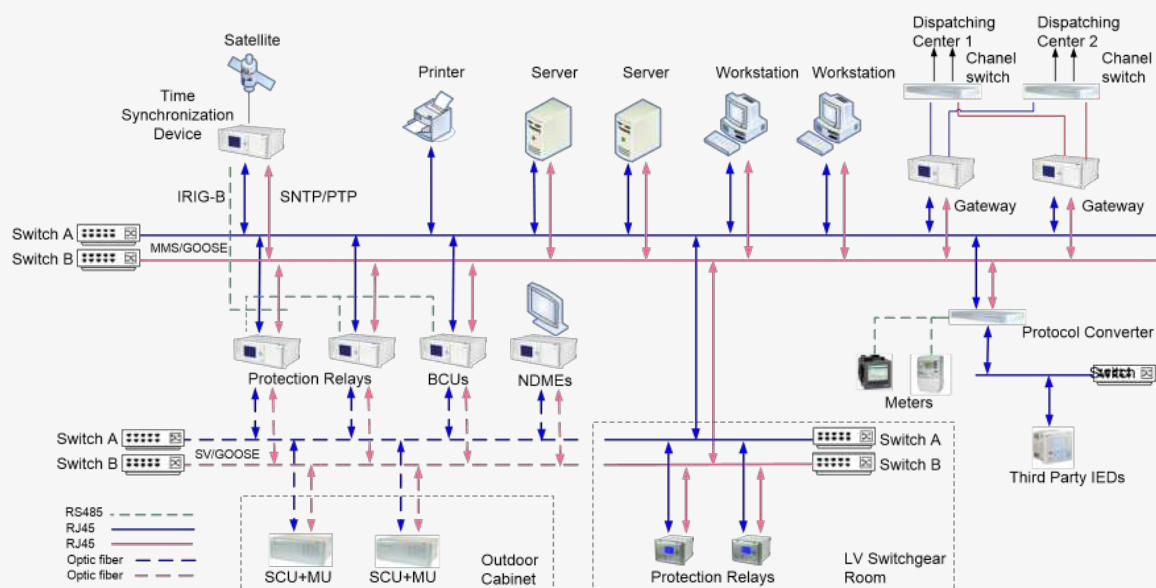 Dispatching
Center 1
Dispatching
Center 2
Satellite
Chanel
switch
Chanel
switch
Printer
Server
Server
Workstation
Workstation
Time
Synchronization
Device
IRIG-B
SNTP/PTP
Gateway
Gateway
Switch A
MMS/GOOSE
Switch B
Protocol Converter
Protection Relays
BCUs
NDMEs
Switch
Meters
Switch A
SV/GOOSE
Switch B
Switch A
Switch B
Third Party IEDs
RS485
RJ45
RJ45
Optic fiber
Optic fiber
SCU+MU
SCU+MU
Outdoor
Cabinet
Protection Relays
LV Switchgear
Room